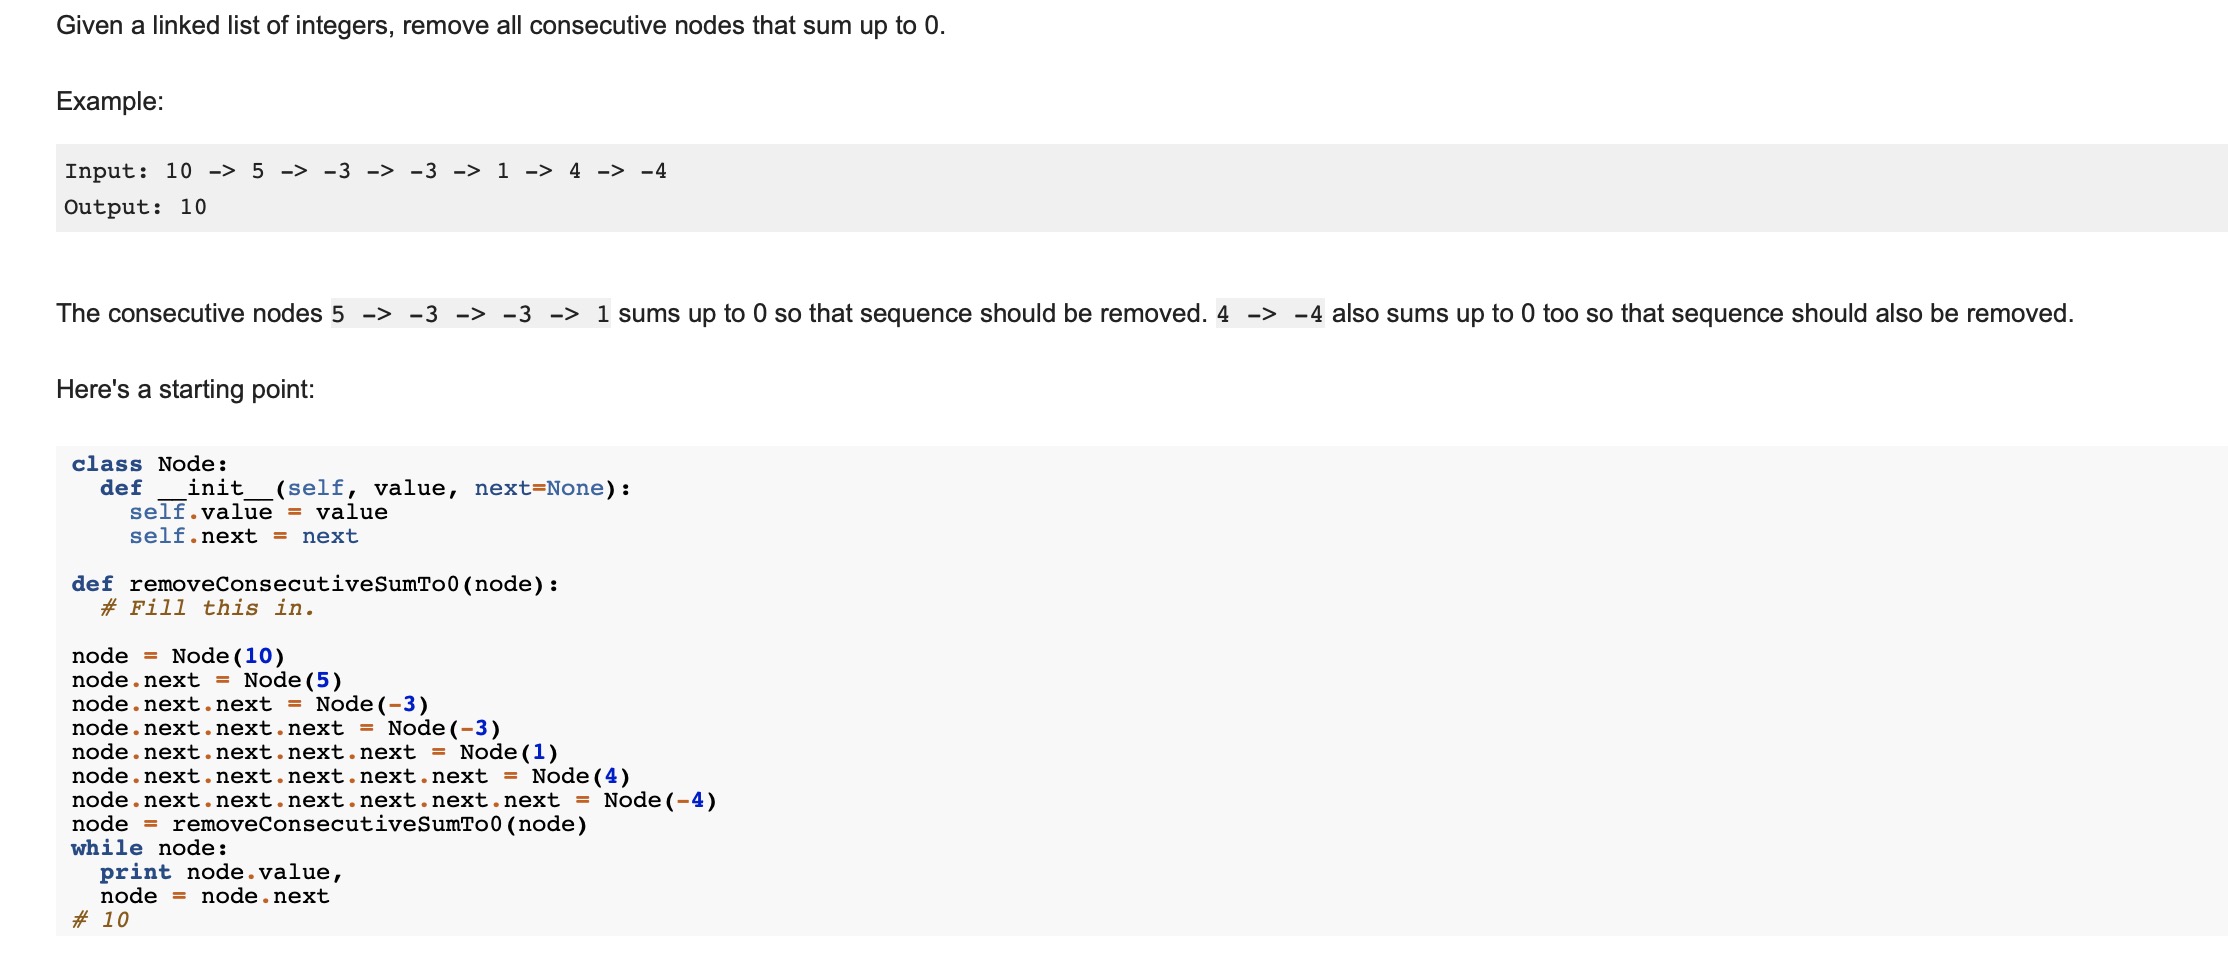 Given a linked list of integers, remove all consecutive nodes that sum up to 0.
Example:
Input: 10 -> 5 -> -3 -> -3 -> 1 -> 4 -> -4
Output: 10
The consecutive nodes 5 -> -3 -> -3 -> 1 sums up to 0 so that sequence should be removed. 4 -> -4 also sums up to 0 too so that sequence should also be removed.
Here's a starting point:
class Node:
  def __init__(self, value, next=None):
    self.value = value
    self.next = next
def removeConsecutiveSumTo0(node):
  # Fill this in.
node = Node(10)
node.next = Node(5)
node.next.next = Node(-3)
node.next.next.next = Node(-3)
node.next.next.next.next = Node(1)
node.next.next.next.next.next = Node(4)
node.next.next.next.next.next.next = Node(-4)
node = removeConsecutiveSumTo0(node)
while node:
  print node.value,
  node = node.next
# 10